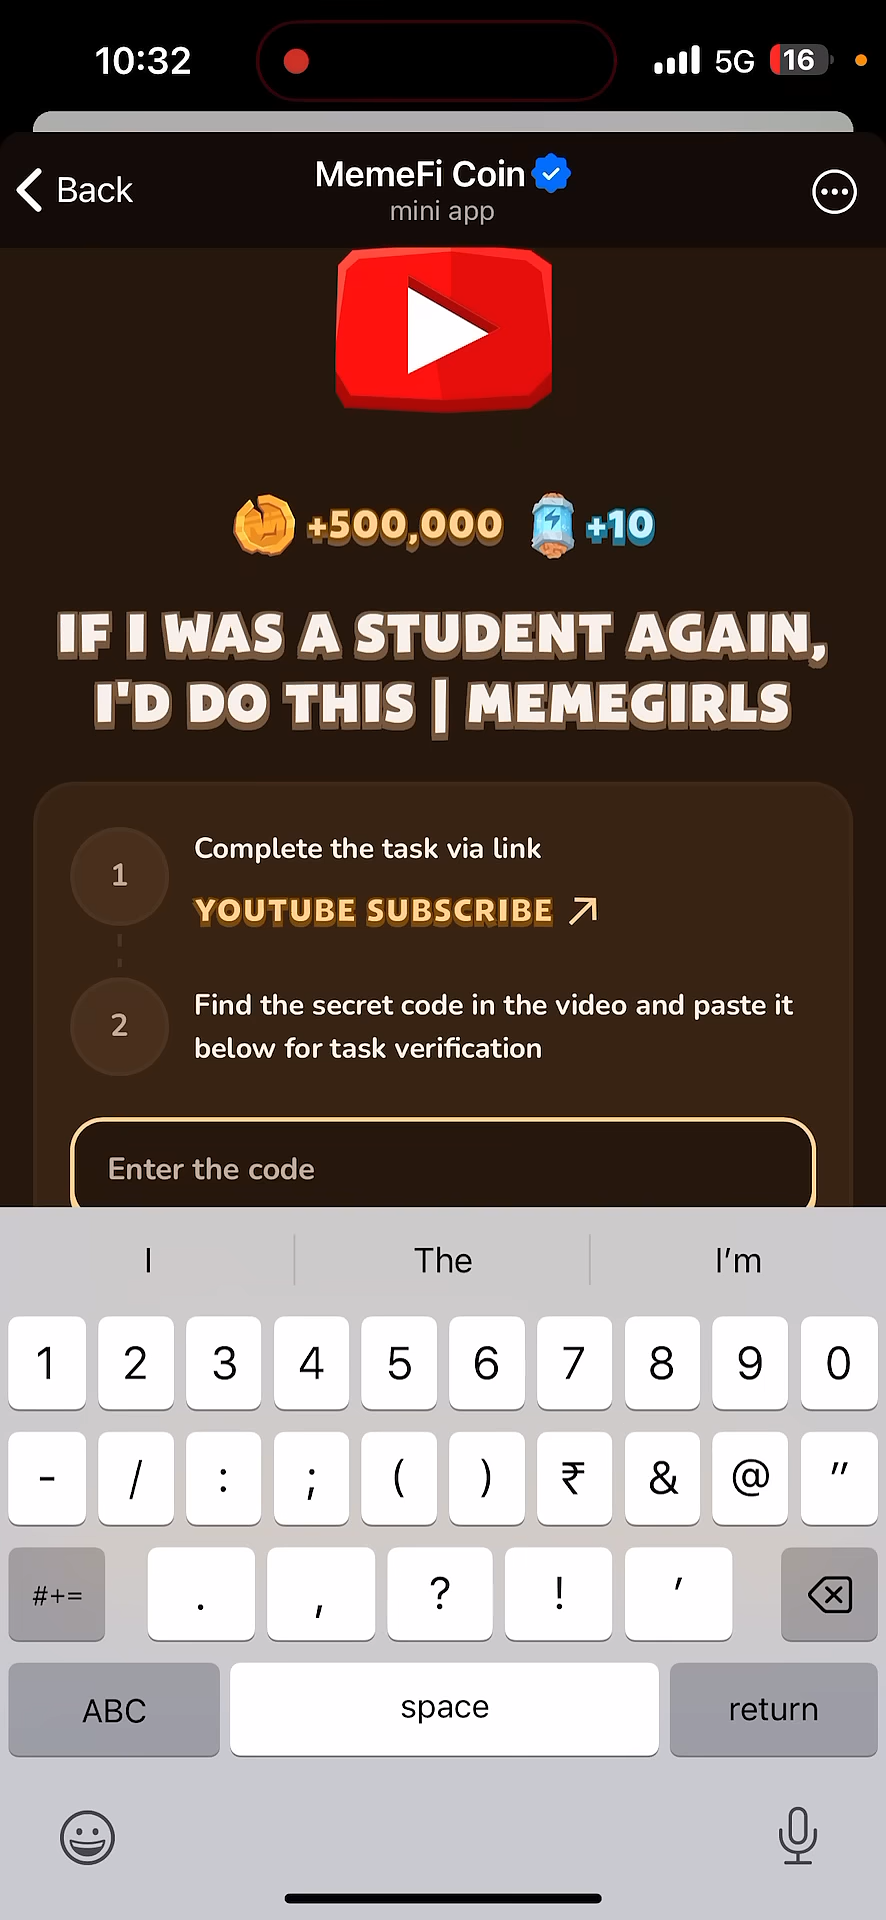 10:32
5G 16
Back
MemeFi Coin
mini app
+500,000 +10
IF I WAS A STUDENT AGAIN,
I'D DO THIS | MEMEGIRLS
1
Complete the task via link
YOUTUBE SUBSCRIBE
2
Find the secret code in the video and paste it
below for task verification
Enter the code
I The I'm
1 2 3 4 5 6 7 8 9 0
- / : ; ( ) ₹ & @ "
#+= . , ? ! '
ABC space return